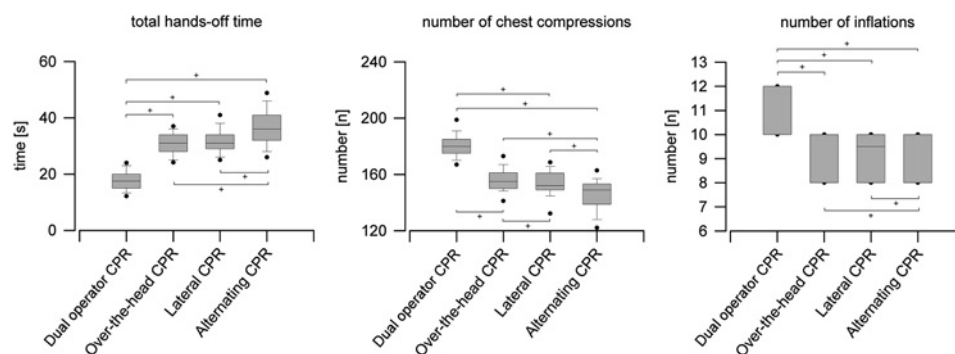 total hands-off time
number of chest compressions
number of inflations
time [s]
60
40
20
0
Dual operator CPR
Over-the-head CPR
Lateral CPR
Alternating CPR
+
+
+
+
+
number [n]
240
200
160
120
Dual operator CPR
Over-the-head CPR
Lateral CPR
Alternating CPR
+
+
+
+
+
+
number [n]
13
12
11
10
9
8
7
6
Dual operator CPR
Over-the-head CPR
Lateral CPR
Alternating CPR
+
+
+
+
+